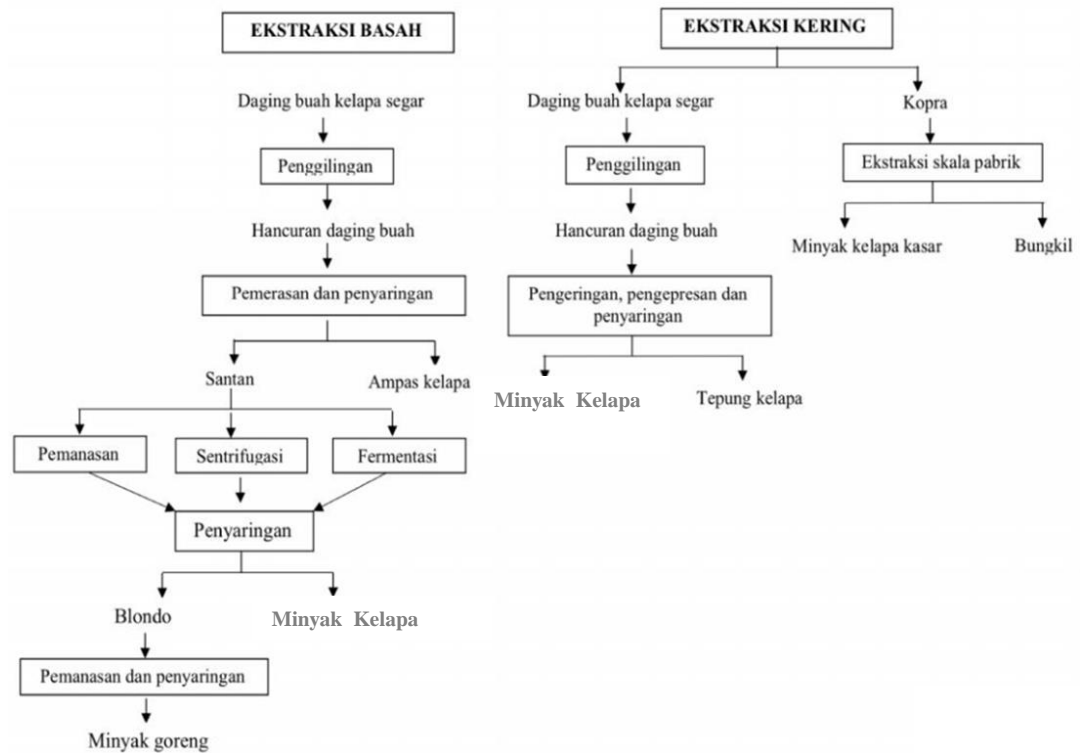 EKSTRAKSI BASAH
Daging buah kelapa segar
Penggilingan
Hancuran daging buah
Pemerasan dan penyaringan
Santan
Ampas kelapa
Pemanasan
Sentrifugasi
Fermentasi
Penyaringan
Blondo
Minyak Kelapa
Pemanasan dan penyaringan
Minyak goreng
EKSTRAKSI KERING
Daging buah kelapa segar
Penggilingan
Hancuran daging buah
Pengeringan, pengepresan dan
penyaringan
Minyak Kelapa
Tepung kelapa
Kopra
Ekstraksi skala pabrik
Minyak kelapa kasar
Bungkil